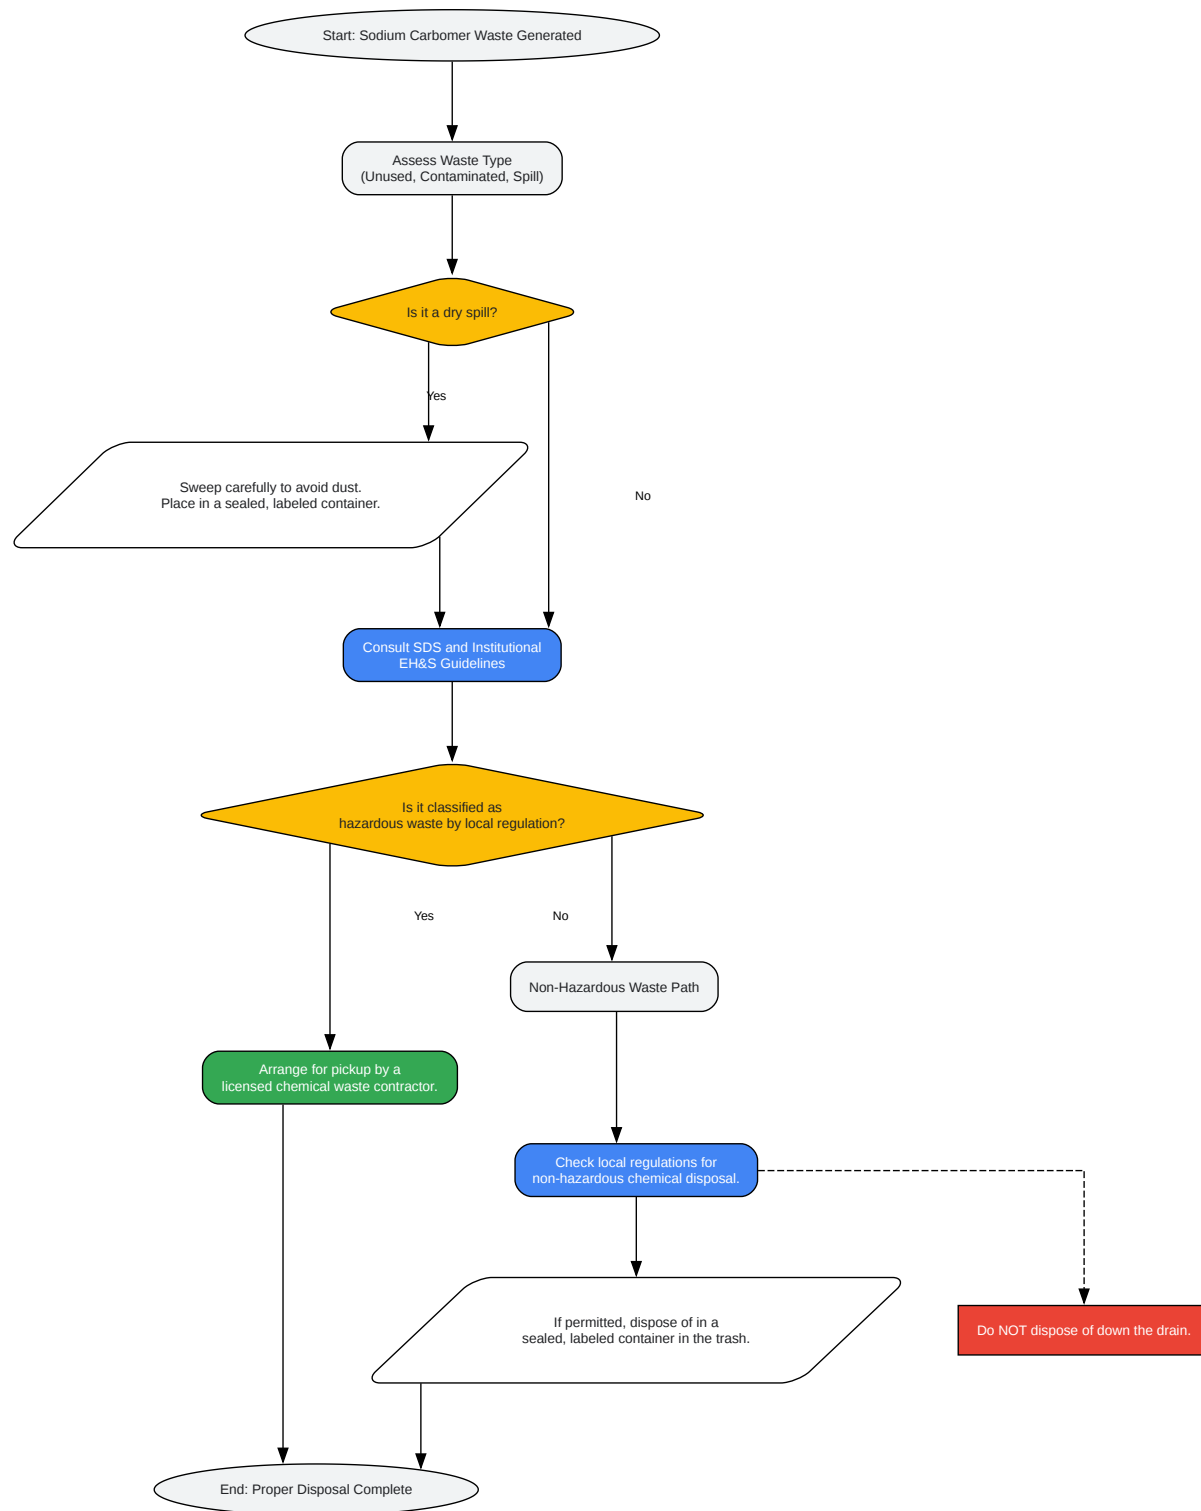 Start: Sodium Carbomer Waste Generated
Assess Waste Type
(Unused, Contaminated, Spill)
Is it a dry spill?
Yes
Sweep carefully to avoid dust.
Place in a sealed, labeled container.
No
Consult SDS and Institutional
EH&S Guidelines
Is it classified as
hazardous waste by local regulation?
Yes
No
Non-Hazardous Waste Path
Arrange for pickup by a
licensed chemical waste contractor.
Check local regulations for
non-hazardous chemical disposal.
If permitted, dispose of in a
sealed, labeled container in the trash.
Do NOT dispose of down the drain.
End: Proper Disposal Complete